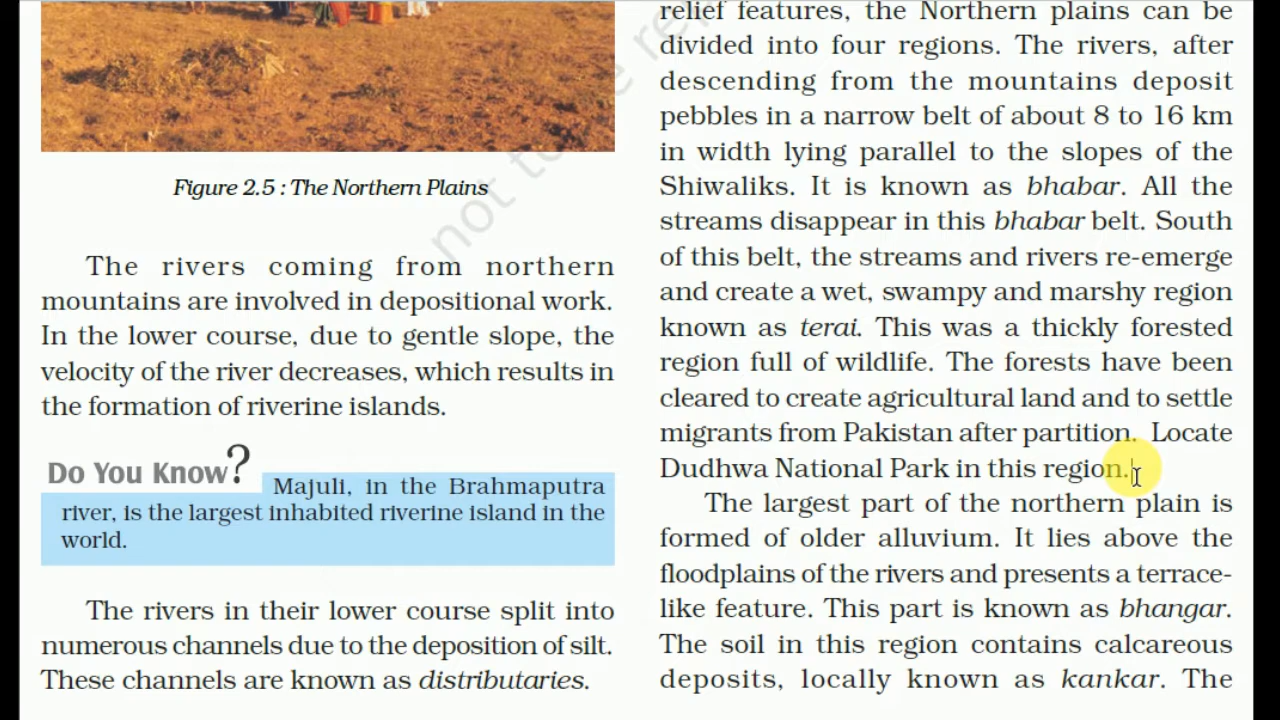 Figure 2.5 : The Northern Plains
The rivers coming from northern
mountains are involved in depositional work.
In the lower course, due to gentle slope, the
velocity of the river decreases, which results in
the formation of riverine islands.
Do You Know?
Majuli, in the Brahmaputra
river, is the largest inhabited riverine island in the
world.
The rivers in their lower course split into
numerous channels due to the deposition of silt.
These channels are known as distributaries.
relief features, the Northern plains can be
divided into four regions. The rivers, after
descending from the mountains deposit
pebbles in a narrow belt of about 8 to 16 km
in width lying parallel to the slopes of the
Shiwaliks. It is known as bhabar. All the
streams disappear in this bhabar belt. South
of this belt, the streams and rivers re-emerge
and create a wet, swampy and marshy region
known as terai. This was a thickly forested
region full of wildlife. The forests have been
cleared to create agricultural land and to settle
migrants from Pakistan after partition. Locate
Dudhwa National Park in this region.
The largest part of the northern plain is
formed of older alluvium. It lies above the
floodplains of the rivers and presents a terrace-
like feature. This part is known as bhangar.
The soil in this region contains calcareous
deposits, locally known as kankar. The
not to re